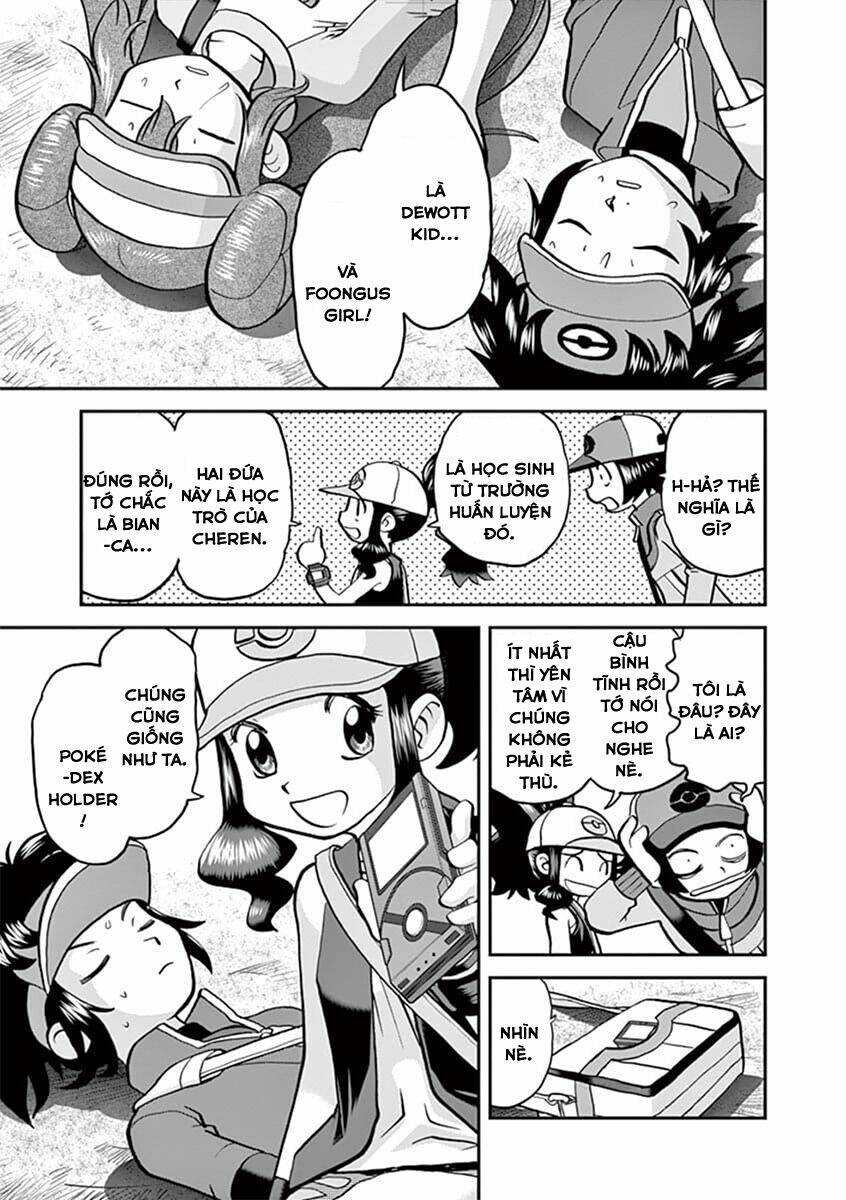 LÀ
DEWOTT
KID...
VÀ
FOONGUS
GIRL!
H-HẢ? THẾ
NGHĨA LÀ
GÌ?
LÀ HỌC SINH
TỪ TRƯỜNG
HUẤN LUYỆN
ĐÓ.
HAI ĐỨA
NÀY LÀ HỌC
TRÒ CỦA
CHEREN.
ĐÚNG RỒI,
TỚ CHẮC
LÀ BIAN
-CA...
TÔI LÀ
ĐÂU? ĐÂY
LÀ AI?
CẬU
BÌNH
TĨNH RỒI
TỚ NÓI
CHO
NGHE
NÈ.
ÍT NHẤT
THÌ YÊN
TÂM VÌ
CHÚNG
KHÔNG
PHẢI KẺ
THÙ.
NHÌN
NÈ.
CHÚNG
CŨNG
GIỐNG
NHƯ TA.
POKÉ
-DEX
HOLDER
!